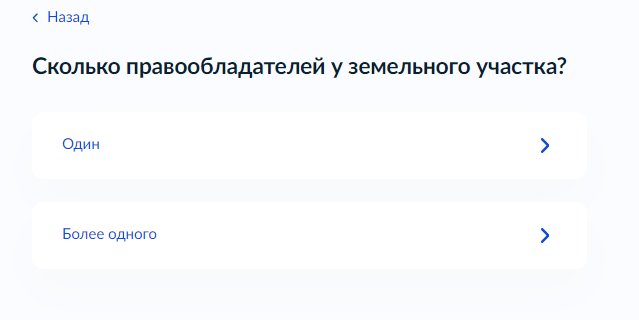 Назад
Сколько правообладателей у земельного участка?
Один
Более одного